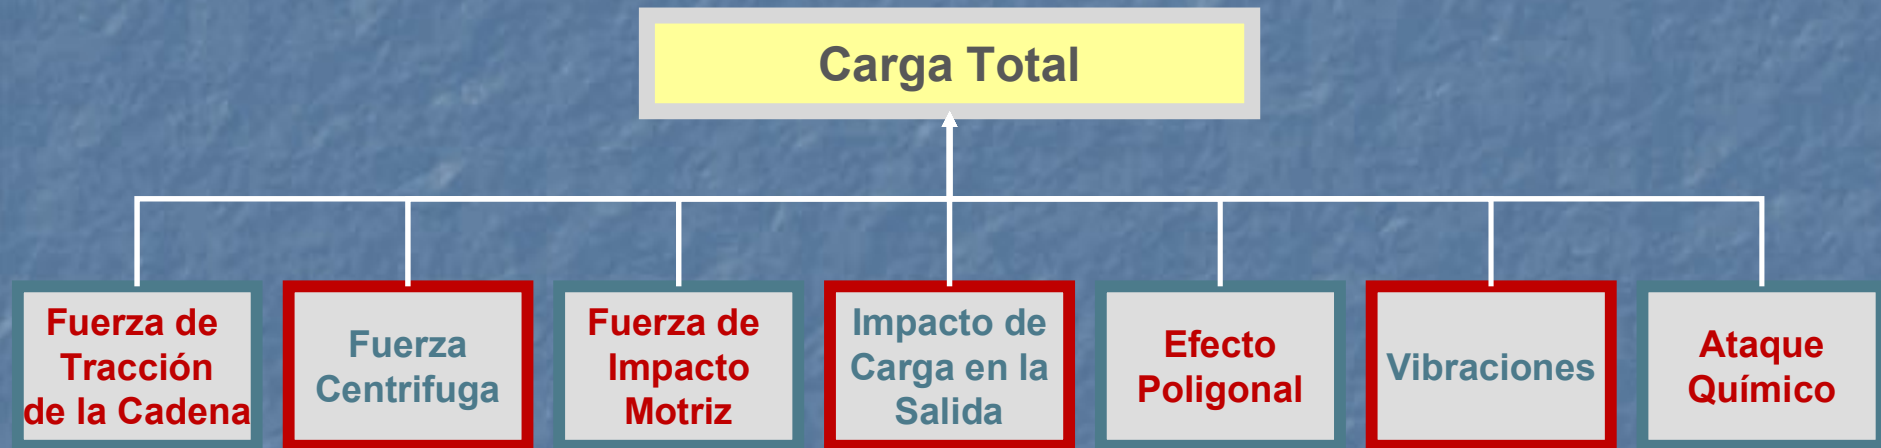 Carga Total
Fuerza de
Tracción
de la Cadena
Fuerza
Centrifuga
Fuerza de
Impacto
Motriz
Impacto de
Carga en la
Salida
Efecto
Poligonal
Vibraciones
Ataque
Químico